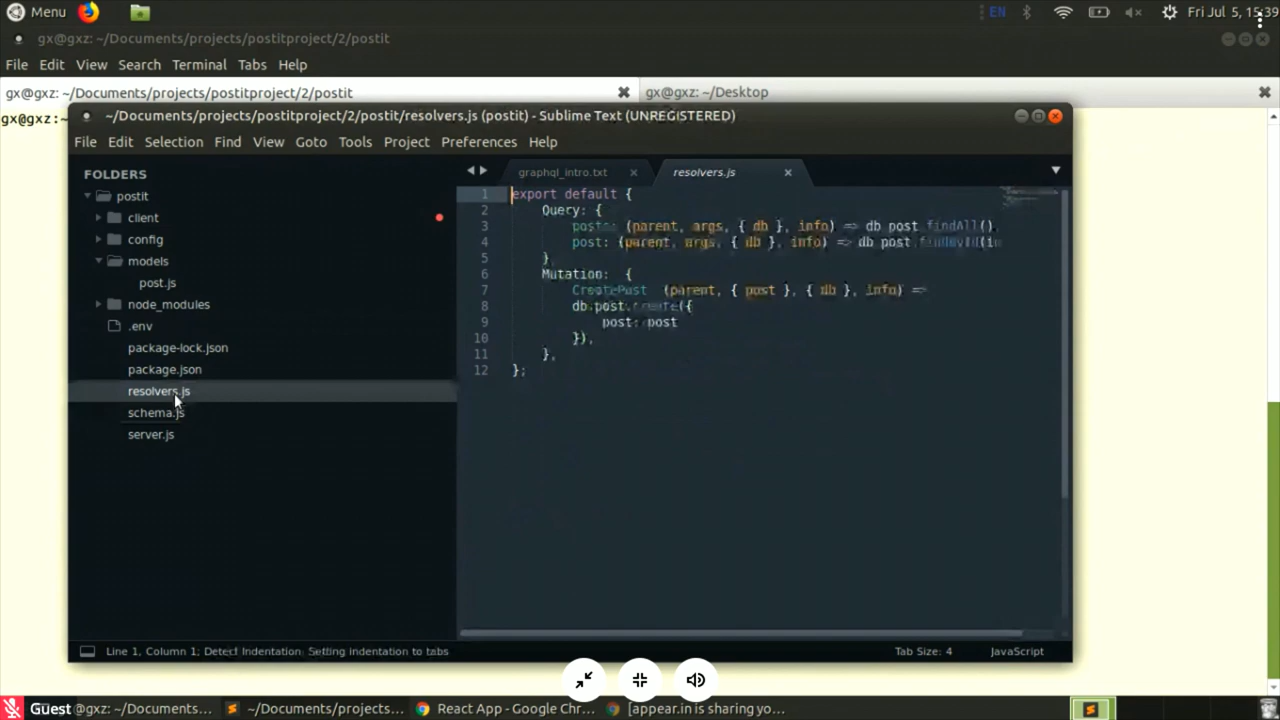 Menu EN Fri Jul 5, 15:39
gx@gxz: ~/Documents/projects/postitproject/2/postit
File Edit View Search Terminal Tabs Help
gx@gxz: ~/Documents/projects/postitproject/2/postit
gx@gxz: ~/Desktop
gx@gxz:~
~/Documents/projects/postitproject/2/postit/resolvers.js (postit) - Sublime Text (UNREGISTERED)
File Edit Selection Find View Goto Tools Project Preferences Help
FOLDERS
postit
client
config
models
post.js
node_modules
.env
package-lock.json
package.json
resolvers.js
schema.js
server.js
graphql_intro.txt
resolvers.js
1 export default {
2 Query: {
3 posts: (parent, args, { db }, info) => db.post.findAll(),
4 post: (parent, args, { db }, info) =>
5 },
6 Mutation: {
7 CreatePost: (parent, { post }, { db }, info) =>
8 db.post.create({
9 post: post
10 }),
11 },
12 };
Line 1, Column 1; Detect Indentation: Setting indentation to tabs
Tab Size: 4
JavaScript
Guest
@gxz: ~/Documents...
~/Documents/projects...
React App - Google Chr...
[appear.in is sharing yo...